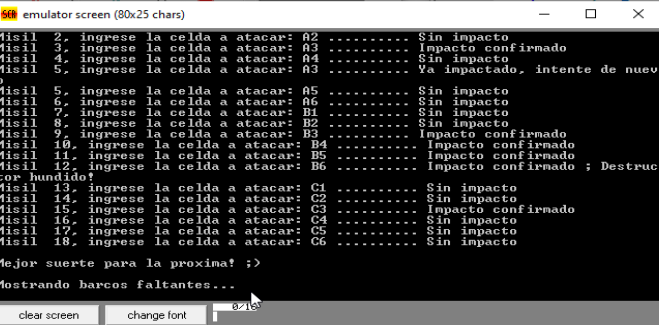 emulator screen (80x25 chars)
Misil 2, ingrese la celda a atacar: A2 .......... Sin impacto
Misil 3, ingrese la celda a atacar: A3 .......... Impacto confirmado
Misil 4, ingrese la celda a atacar: A4 .......... Sin impacto
Misil 5, ingrese la celda a atacar: A3 .......... Ya impactado, intente de nuev
o
Misil 5, ingrese la celda a atacar: A5 .......... Sin impacto
Misil 6, ingrese la celda a atacar: A6 .......... Sin impacto
Misil 7, ingrese la celda a atacar: B1 .......... Sin impacto
Misil 8, ingrese la celda a atacar: B2 .......... Sin impacto
Misil 9, ingrese la celda a atacar: B3 .......... Impacto confirmado
Misil 10, ingrese la celda a atacar: B4 .......... Impacto confirmado
Misil 11, ingrese la celda a atacar: B5 .......... Impacto confirmado
Misil 12, ingrese la celda a atacar: B6 .......... Impacto confirmado ; Destruc
tor hundido!
Misil 13, ingrese la celda a atacar: C1 .......... Sin impacto
Misil 14, ingrese la celda a atacar: C2 .......... Sin impacto
Misil 15, ingrese la celda a atacar: C3 .......... Impacto confirmado
Misil 16, ingrese la celda a atacar: C4 .......... Sin impacto
Misil 17, ingrese la celda a atacar: C5 .......... Sin impacto
Misil 18, ingrese la celda a atacar: C6 .......... Sin impacto
Mejor suerte para la proxima! ;)
Mostrando barcos faltantes...
clear screen change font 0/16